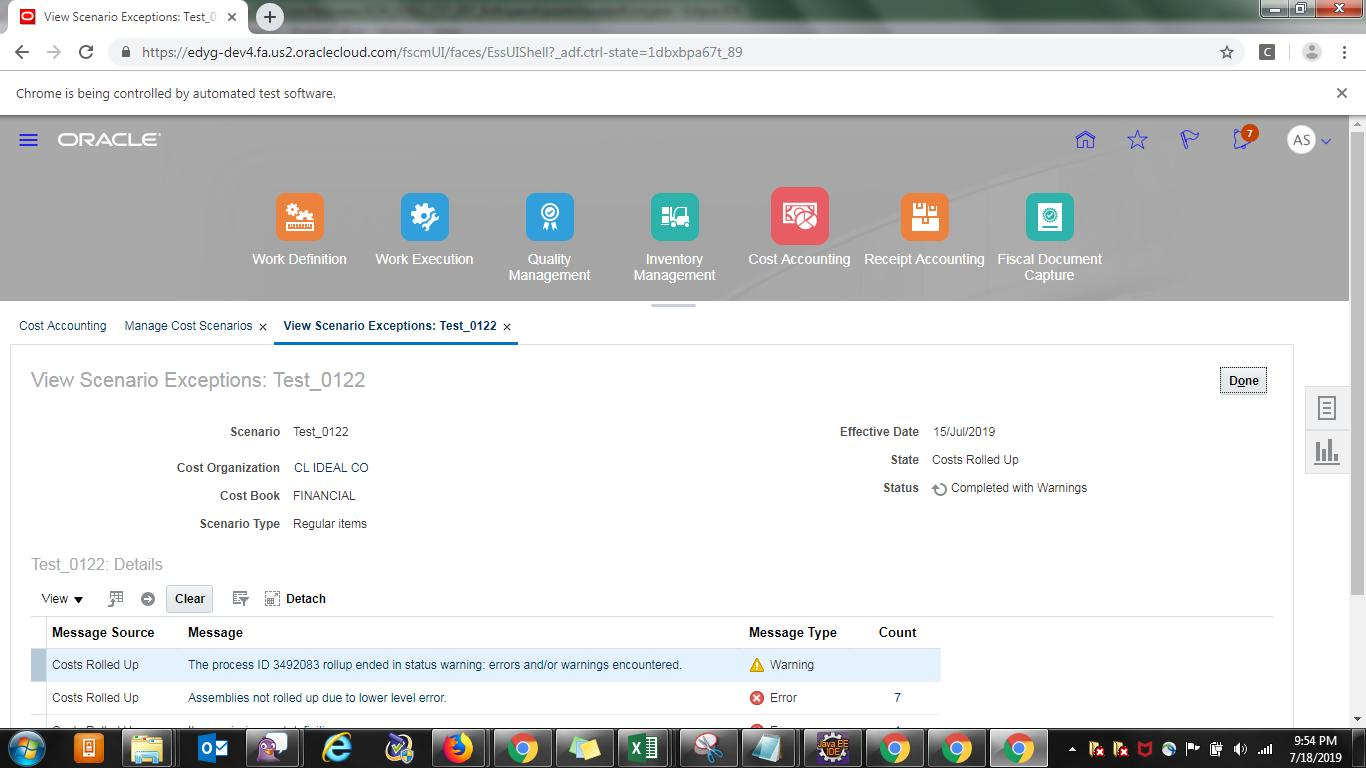 View Scenario Exceptions: Test_0
https://edyg-dev4.fa.us2.oraclecloud.com/fscmUI/faces/EssUIShell?_adf.ctrl-state=1dbxbpa67t_89
C
Chrome is being controlled by automated test software.
ORACLE
7
AS
Work Definition
Work Execution
Quality Management
Inventory Management
Cost Accounting
Receipt Accounting
Fiscal Document Capture
Cost Accounting
Manage Cost Scenarios
View Scenario Exceptions: Test_0122
View Scenario Exceptions: Test_0122
Done
Scenario Test_0122
Effective Date 15/Jul/2019
Cost Organization CL IDEAL CO
State Costs Rolled Up
Cost Book FINANCIAL
Status Completed with Warnings
Scenario Type Regular items
Test_0122: Details
View Clear Detach
Message Source Message Message Type Count
Costs Rolled Up The process ID 3492083 rollup ended in status warning: errors and/or warnings encountered. Warning
Costs Rolled Up Assemblies not rolled up due to lower level error. Error 7
Java EE
IDE
9:54 PM
7/18/2019